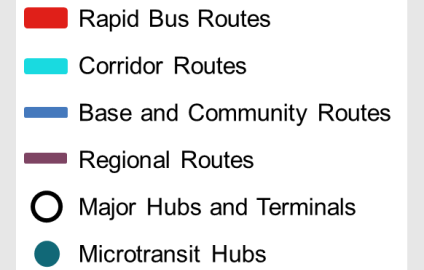 Rapid Bus Routes
Corridor Routes
Base and Community Routes
Regional Routes
Major Hubs and Terminals
Microtransit Hubs